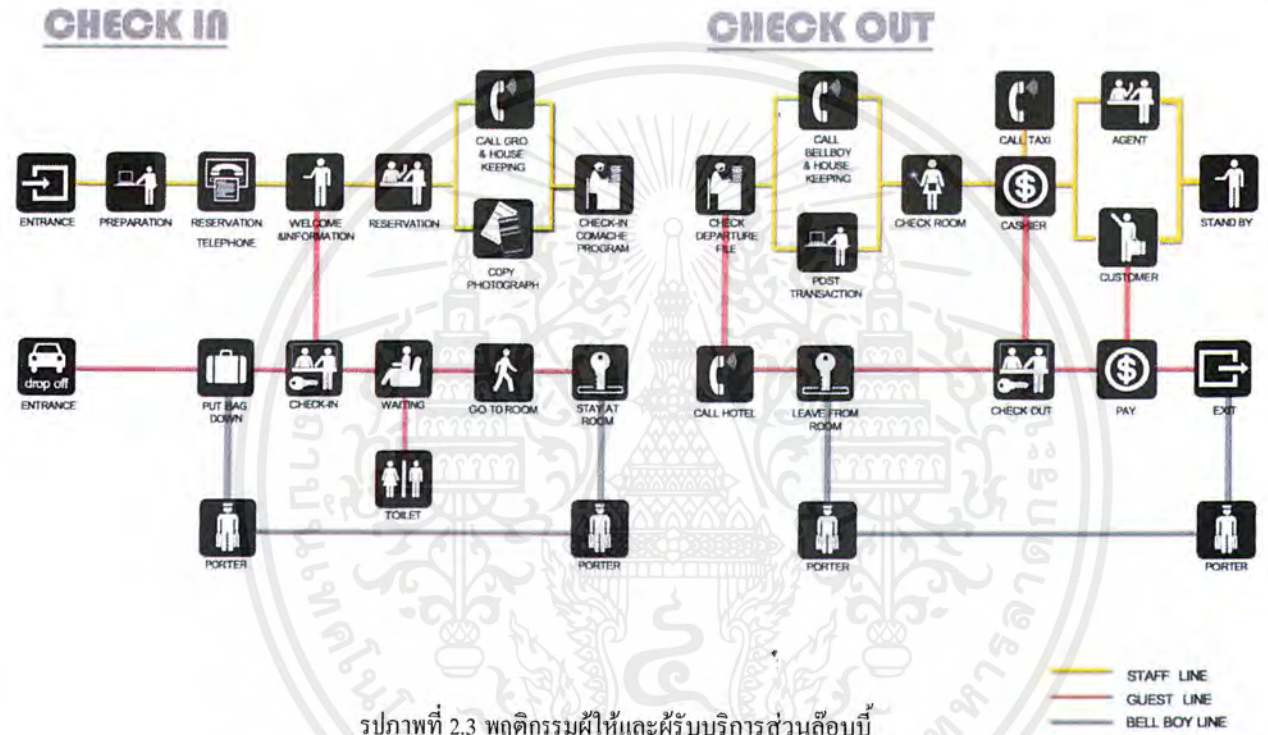 CHECK IN
CALL GRO
& HOUSE
KEEPING
ENTRANCE
PREPARATION
RESERVATION
TELEPHONE
WELCOME
&INFORMATION
RESERVATION
COPY
PHOTOGRAPH
CHECK-IN
COMACHE
PROGRAM
drop off
ENTRANCE
PUT BAG
DOWN
CHECK-IN
WAITING
GO TO ROOM
STAY AT
ROOM
TOILET
PORTER
PORTER
CHECK OUT
CALL
BELLBOY
& HOUSE
KEEPING
CALL TAXI
AGENT
CHECK
DEPARTURE
FILE
POST
TRANSACTION
CHECK ROOM
CASHIER
CUSTOMER
STAND BY
CALL HOTEL
LEAVE FROM
ROOM
CHECK OUT
PAY
EXIT
PORTER
PORTER
STAFF LINE
GUEST LINE
BELL BOY LINE
รูปภาพที่ 2.3 พฤติกรรมผู้ให้และผู้รับบริการส่วนล๊อบบี้